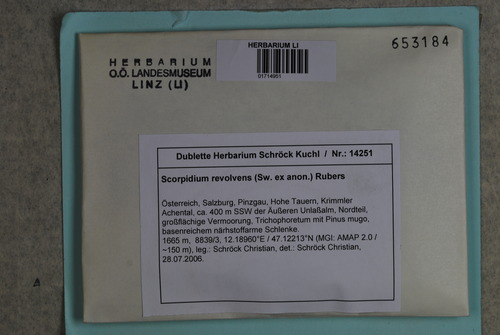 HERBARIUM
O.Ö. LANDESMUSEUM
LINZ (LI)
HERBARIUM LI
01714951
653184
Dublette Herbarium Schröck Kuchl / Nr.: 14251
Scorpidium revolvens (Sw. ex anon.) Rubers
Österreich, Salzburg, Pinzgau, Hohe Tauern, Krimmler
Achental, ca. 400 m SSW der Äußeren Unlaßalm, Nordteil,
großflächige Vermoorung, Trichophoretum mit Pinus mugo,
basenreichem närhstoffarme Schlenke.
1665 m, 8839/3, 12.18960°E / 47.12213°N (MGI: AMAP 2.0 /
~150 m), leg.: Schröck Christian, det.: Schröck Christian,
28.07.2006.